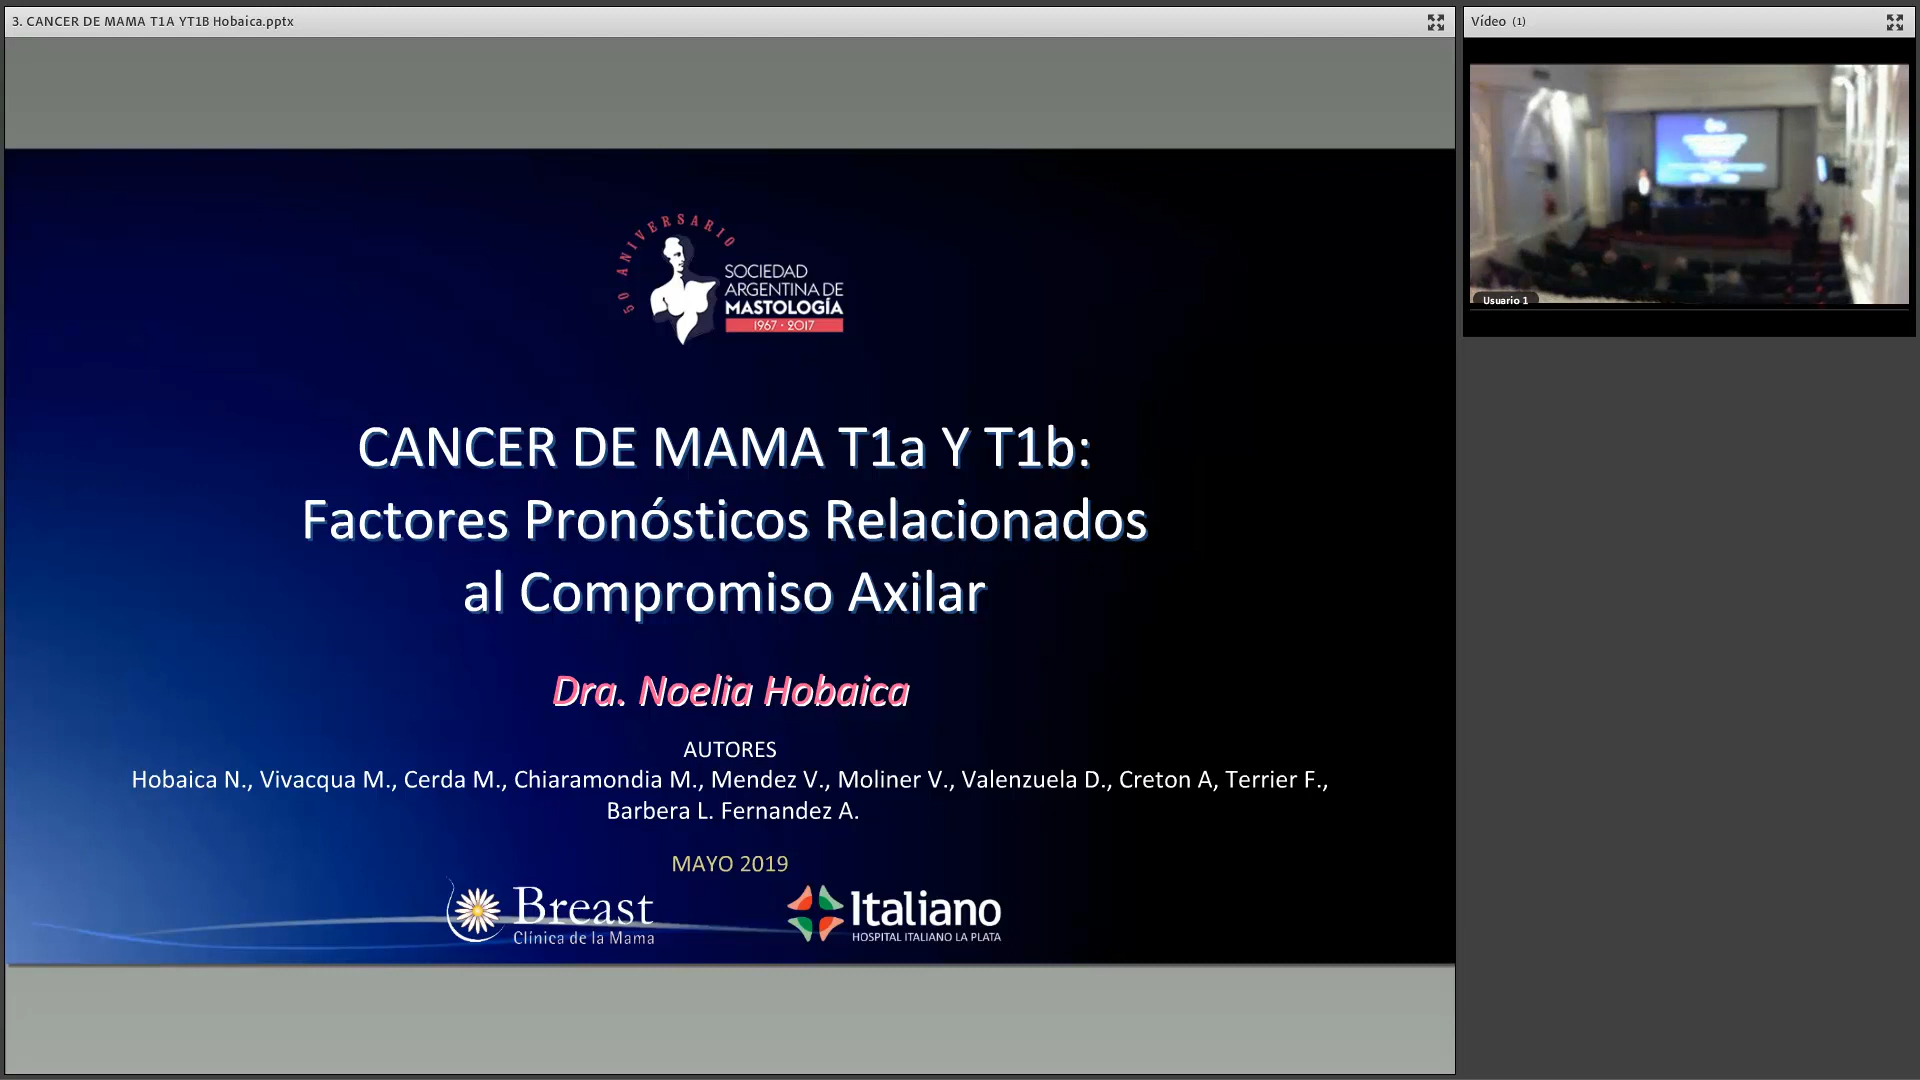 3. CANCER DE MAMA T1A YT1B Hobaica.pptx
Vídeo (1)
Usuario 1
50 ANIVERSARIO
SOCIEDAD
ARGENTINA DE
MASTOLOGÍA
1967 - 2017
CANCER DE MAMA T1a Y T1b:
Factores Pronósticos Relacionados
al Compromiso Axilar
Dra. Noelia Hobaica
AUTORES
Hobaica N., Vivacqua M., Cerda M., Chiaramondia M., Mendez V., Moliner V., Valenzuela D., Creton A, Terrier F.,
Barbera L. Fernandez A.
MAYO 2019
Breast
Clínica de la Mama
Italiano
HOSPITAL ITALIANO LA PLATA